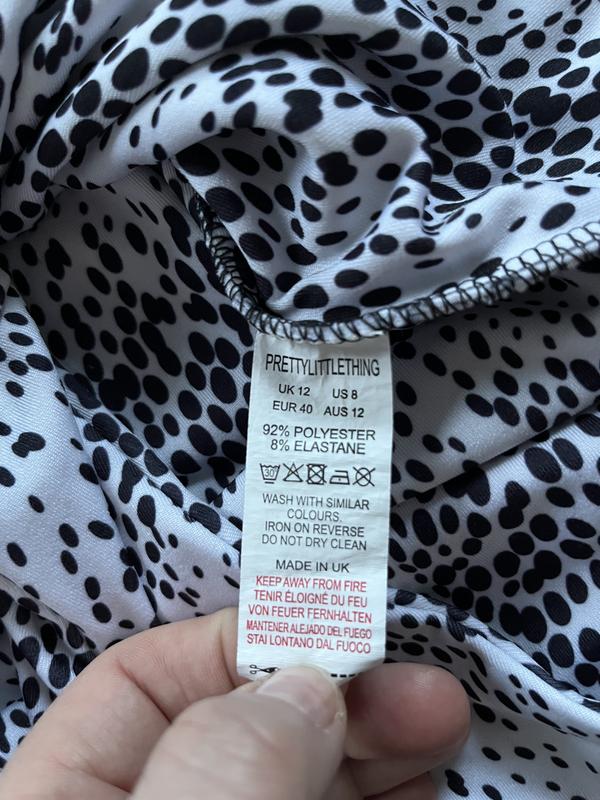 PRETTYLITTLETHING
UK 12 US 8
EUR 40 AUS 12
92% POLYESTER
8% ELASTANE
30°
WASH WITH SIMILAR
COLOURS.
IRON ON REVERSE
DO NOT DRY CLEAN
MADE IN UK
KEEP AWAY FROM FIRE
TENIR ÉLOIGNÉ DU FEU
VON FEUER FERNHALTEN
MANTENER ALEJADO DEL FUEGO
STAI LONTANO DAL FUOCO